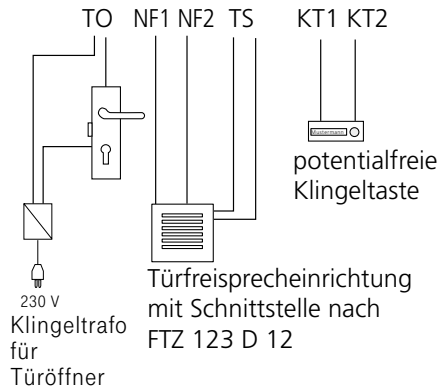 TO NF1 NF2 TS KT1 KT2
Mustermann
potentialfreie
Klingeltaste
230 V
Klingeltrafo
für
Türöffner
Türfreisprecheinrichtung
mit Schnittstelle nach
FTZ 123 D 12